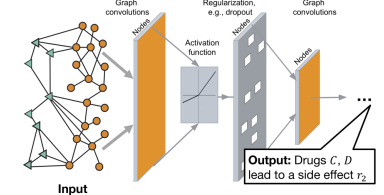 Graph
convolutions
Nodes
Activation
function
Regularization,
e.g., dropout
Nodes
Graph
convolutions
Nodes
...
Output: Drugs C, D
lead to a side effect r₂
Input